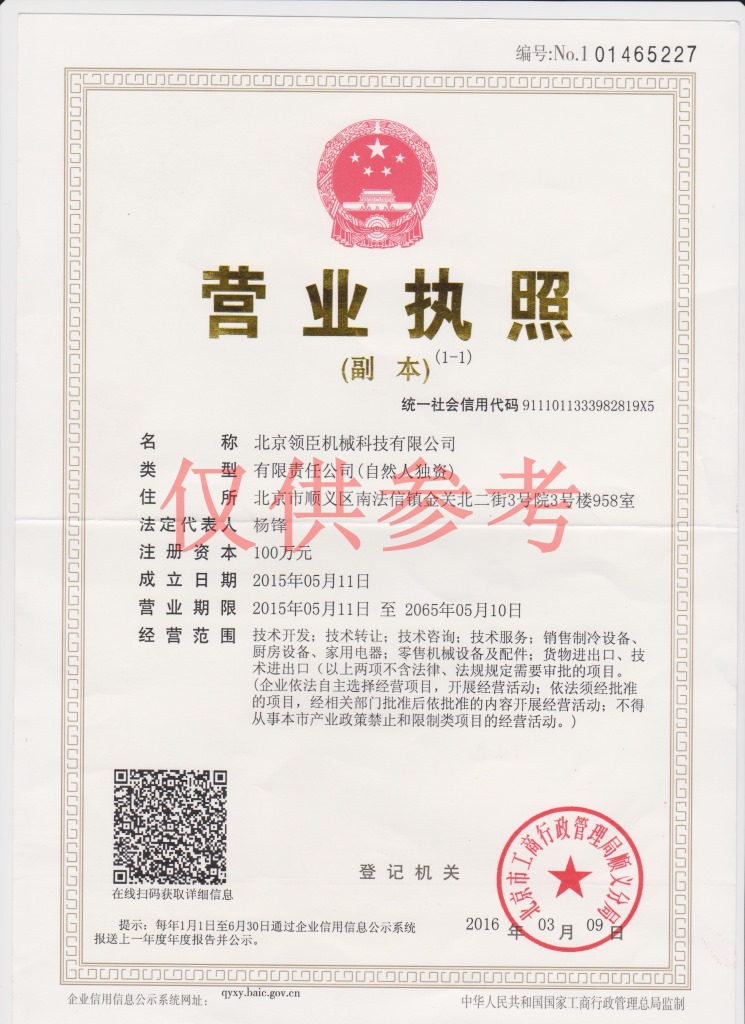 编号:No.1 01465227
营业执照
(副 本)(1-1)
统一社会信用代码 9111011333982819X5
名称 北京领臣机械科技有限公司
类型 有限责任公司(自然人独资)
住所 北京市顺义区南法信镇金关北二街3号院3号楼958室
法定代表人 杨锋
注册资本 100万元
成立日期 2015年05月11日
营业期限 2015年05月11日 至 2065年05月10日
经营范围 技术开发；技术转让；技术咨询；技术服务；销售制冷设备、
厨房设备、家用电器；零售机械设备及配件；货物进出口、技
术进出口（以上两项不含法律、法规规定需要审批的项目。
(企业依法自主选择经营项目，开展经营活动；依法须经批准
的项目，经相关部门批准后依批准的内容开展经营活动；不得
从事本市产业政策禁止和限制类项目的经营活动。)
仅供参考
在线扫码获取详细信息
登记机关
北京市工商行政管理局顺义分局
2016 年 03 月 09 日
提示：每年1月1日至6月30日通过企业信用信息公示系统
报送上一年度年度报告并公示。
企业信用信息公示系统网址： qyxy.baic.gov.cn
中华人民共和国国家工商行政管理总局监制